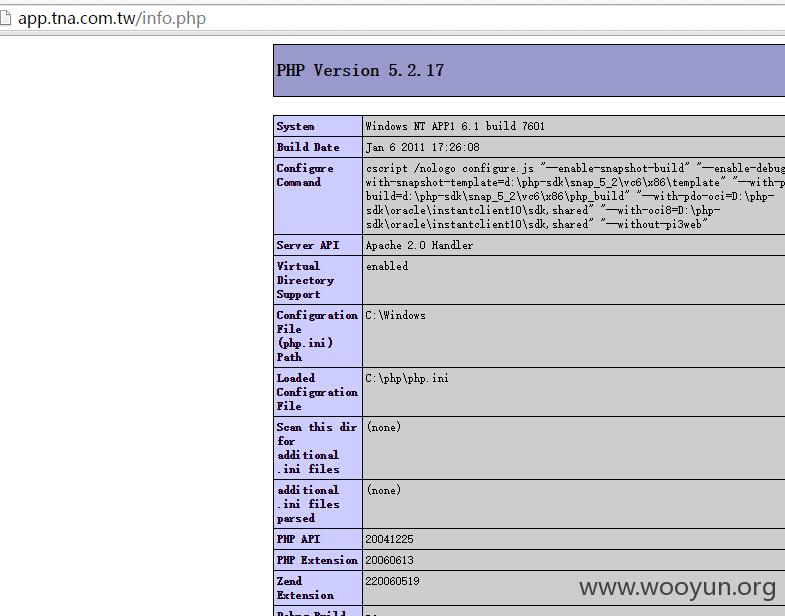 app.tna.com.tw/info.php
PHP Version 5.2.17
System Windows NT APP1 6.1 build 7601
Build Date Jan 6 2011 17:26:08
Configure Command cscript /nologo configure.js "--enable-snapshot-build" "--enable-debug
with-snapshot-template=d:\php-sdk\snap_5_2\vc6\x86\template" "--with-p
build=d:\php-sdk\snap_5_2\vc6\x86\php_build" "--with-pdo-oci=D:\php-
sdk\oracle\instantclient10\sdk,shared" "--with-oci8=D:\php-
sdk\oracle\instantclient10\sdk,shared" "--without-pi3web"
Server API Apache 2.0 Handler
Virtual
Directory
Support
enabled
Configuration
File
(php.ini)
Path
C:\Windows
Loaded
Configuration
File
C:\php\php.ini
Scan this dir
for
additional
.ini files
(none)
additional
.ini files
parsed
(none)
PHP API 20041225
PHP Extension 20060613
Zend
Extension
220060519
www.wooyun.org